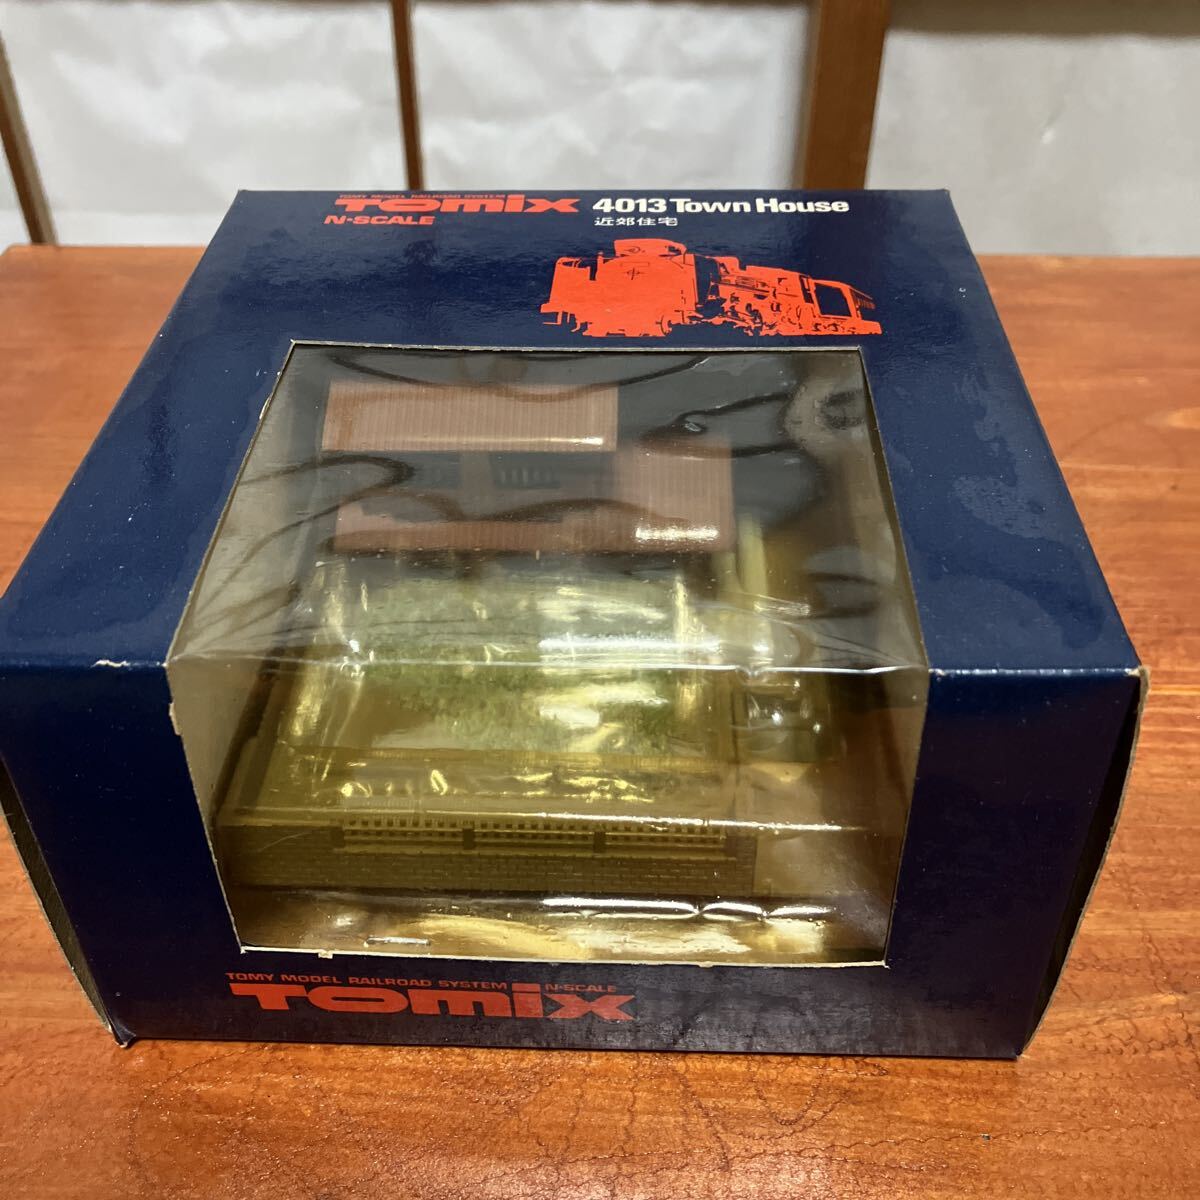 TOMY MODEL RAILROAD SYSTEM
TOMIX 4013 Town House
N-SCALE 近郊住宅
TOMY MODEL RAILROAD SYSTEM N-SCALE
TOMIX